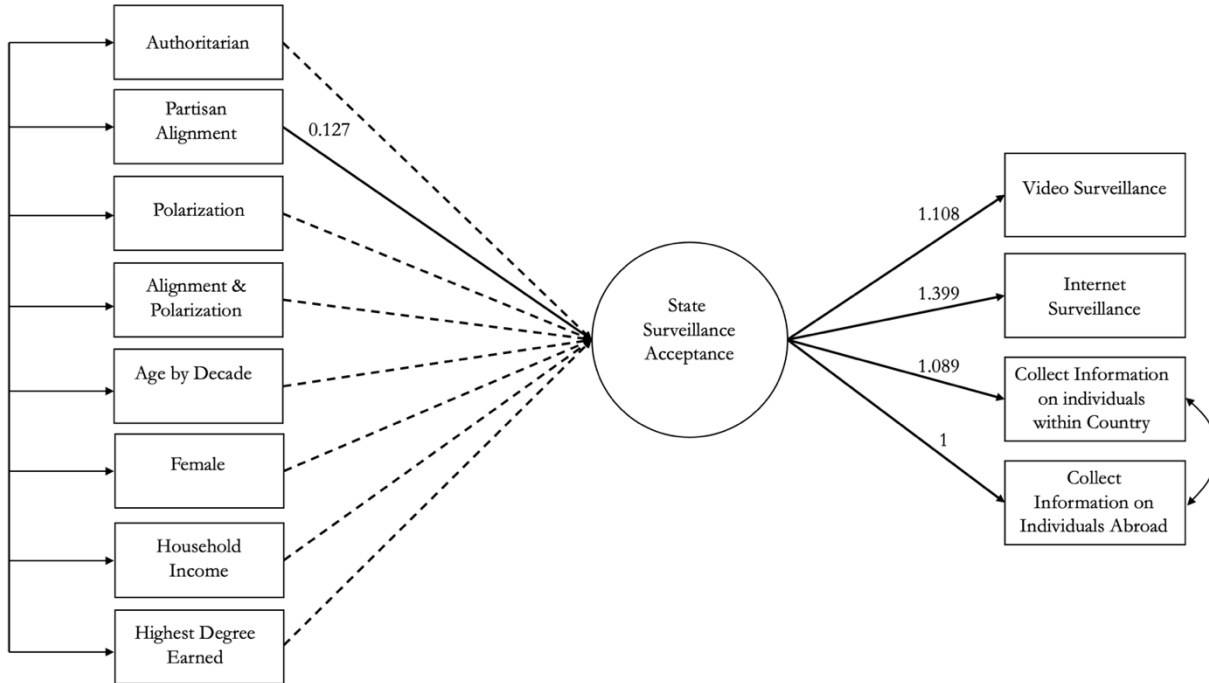 Authoritarian
Partisan
Alignment
0.127
Polarization
Alignment &
Polarization
Age by Decade
Female
Household
Income
Highest Degree
Earned
State
Surveillance
Acceptance
1.108
1.399
1.089
1
Video Surveillance
Internet
Surveillance
Collect Information
on individuals
within Country
Collect
Information on
Individuals Abroad